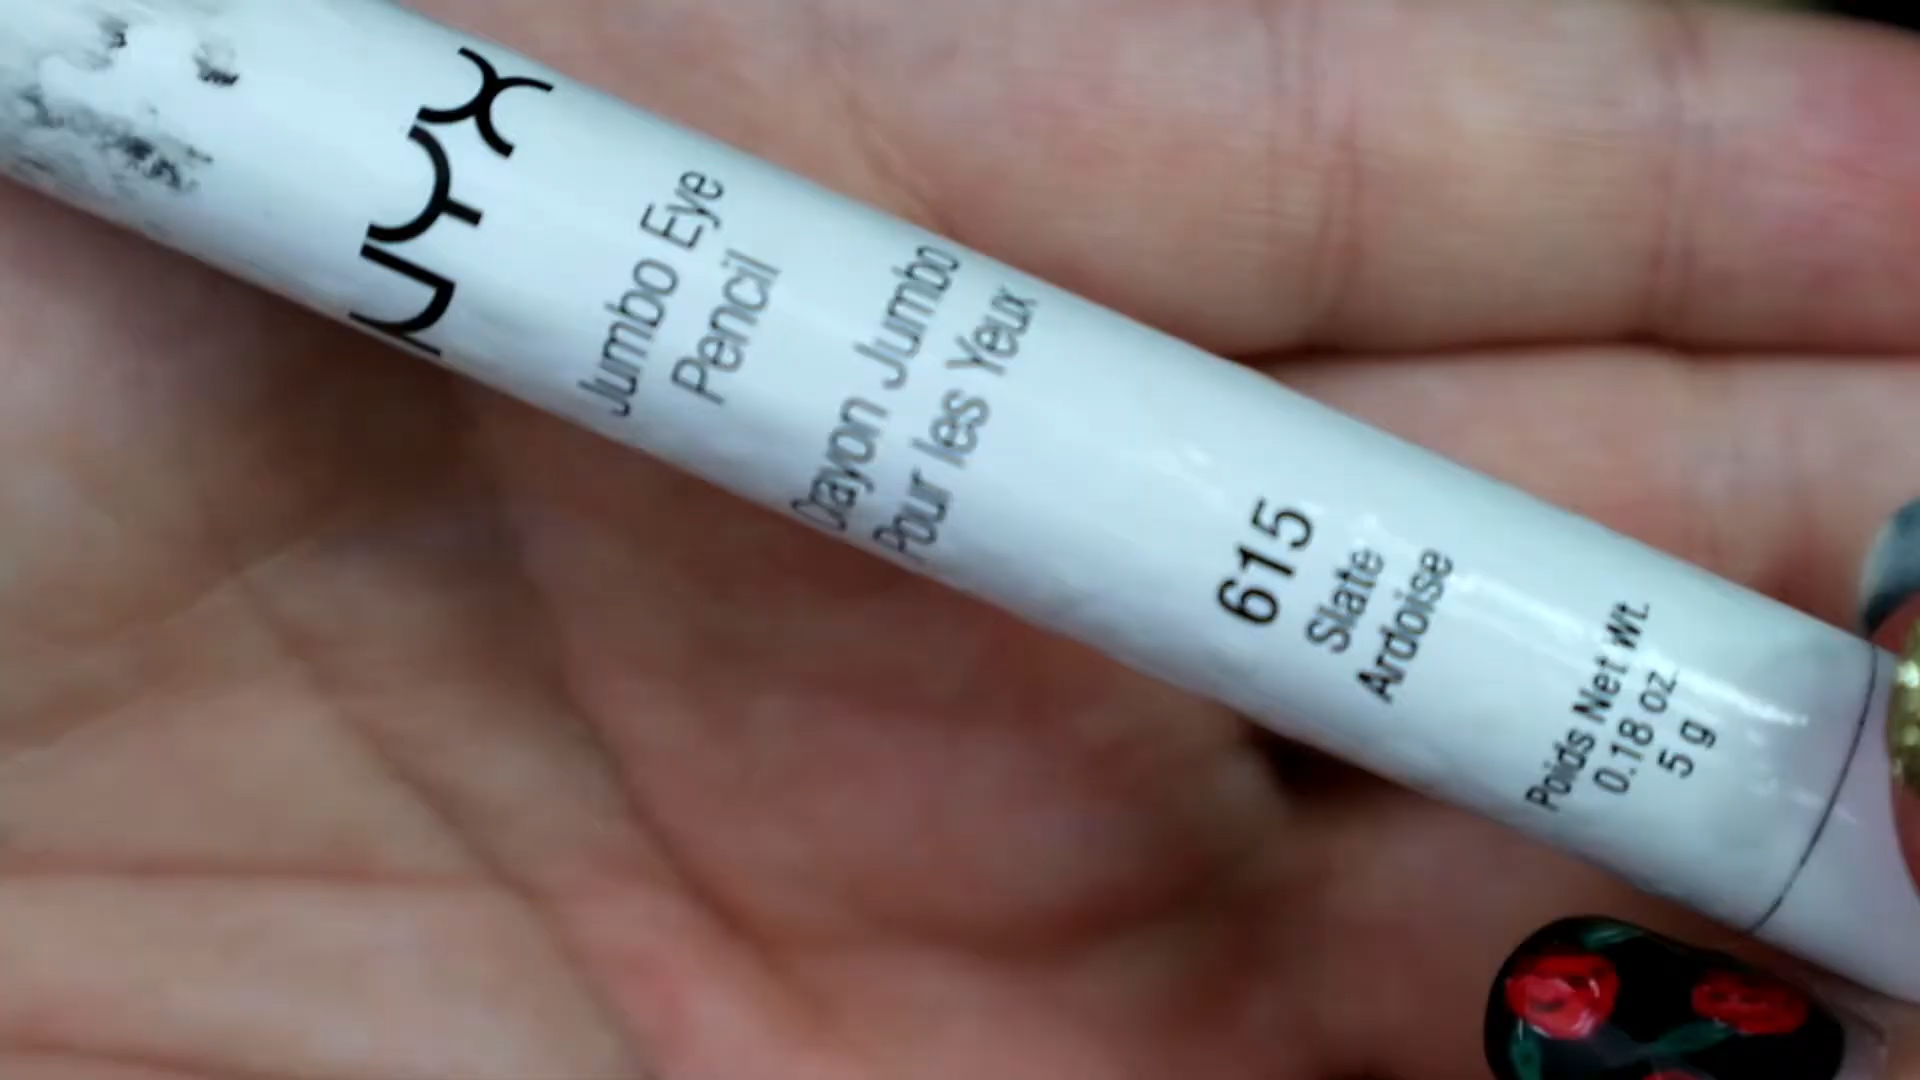 NYX
Jumbo Eye
Pencil
Crayon Jumbo
Pour les Yeux
615
Slate
Ardoise
Poids Net Wt.
0.18 oz.
5 g